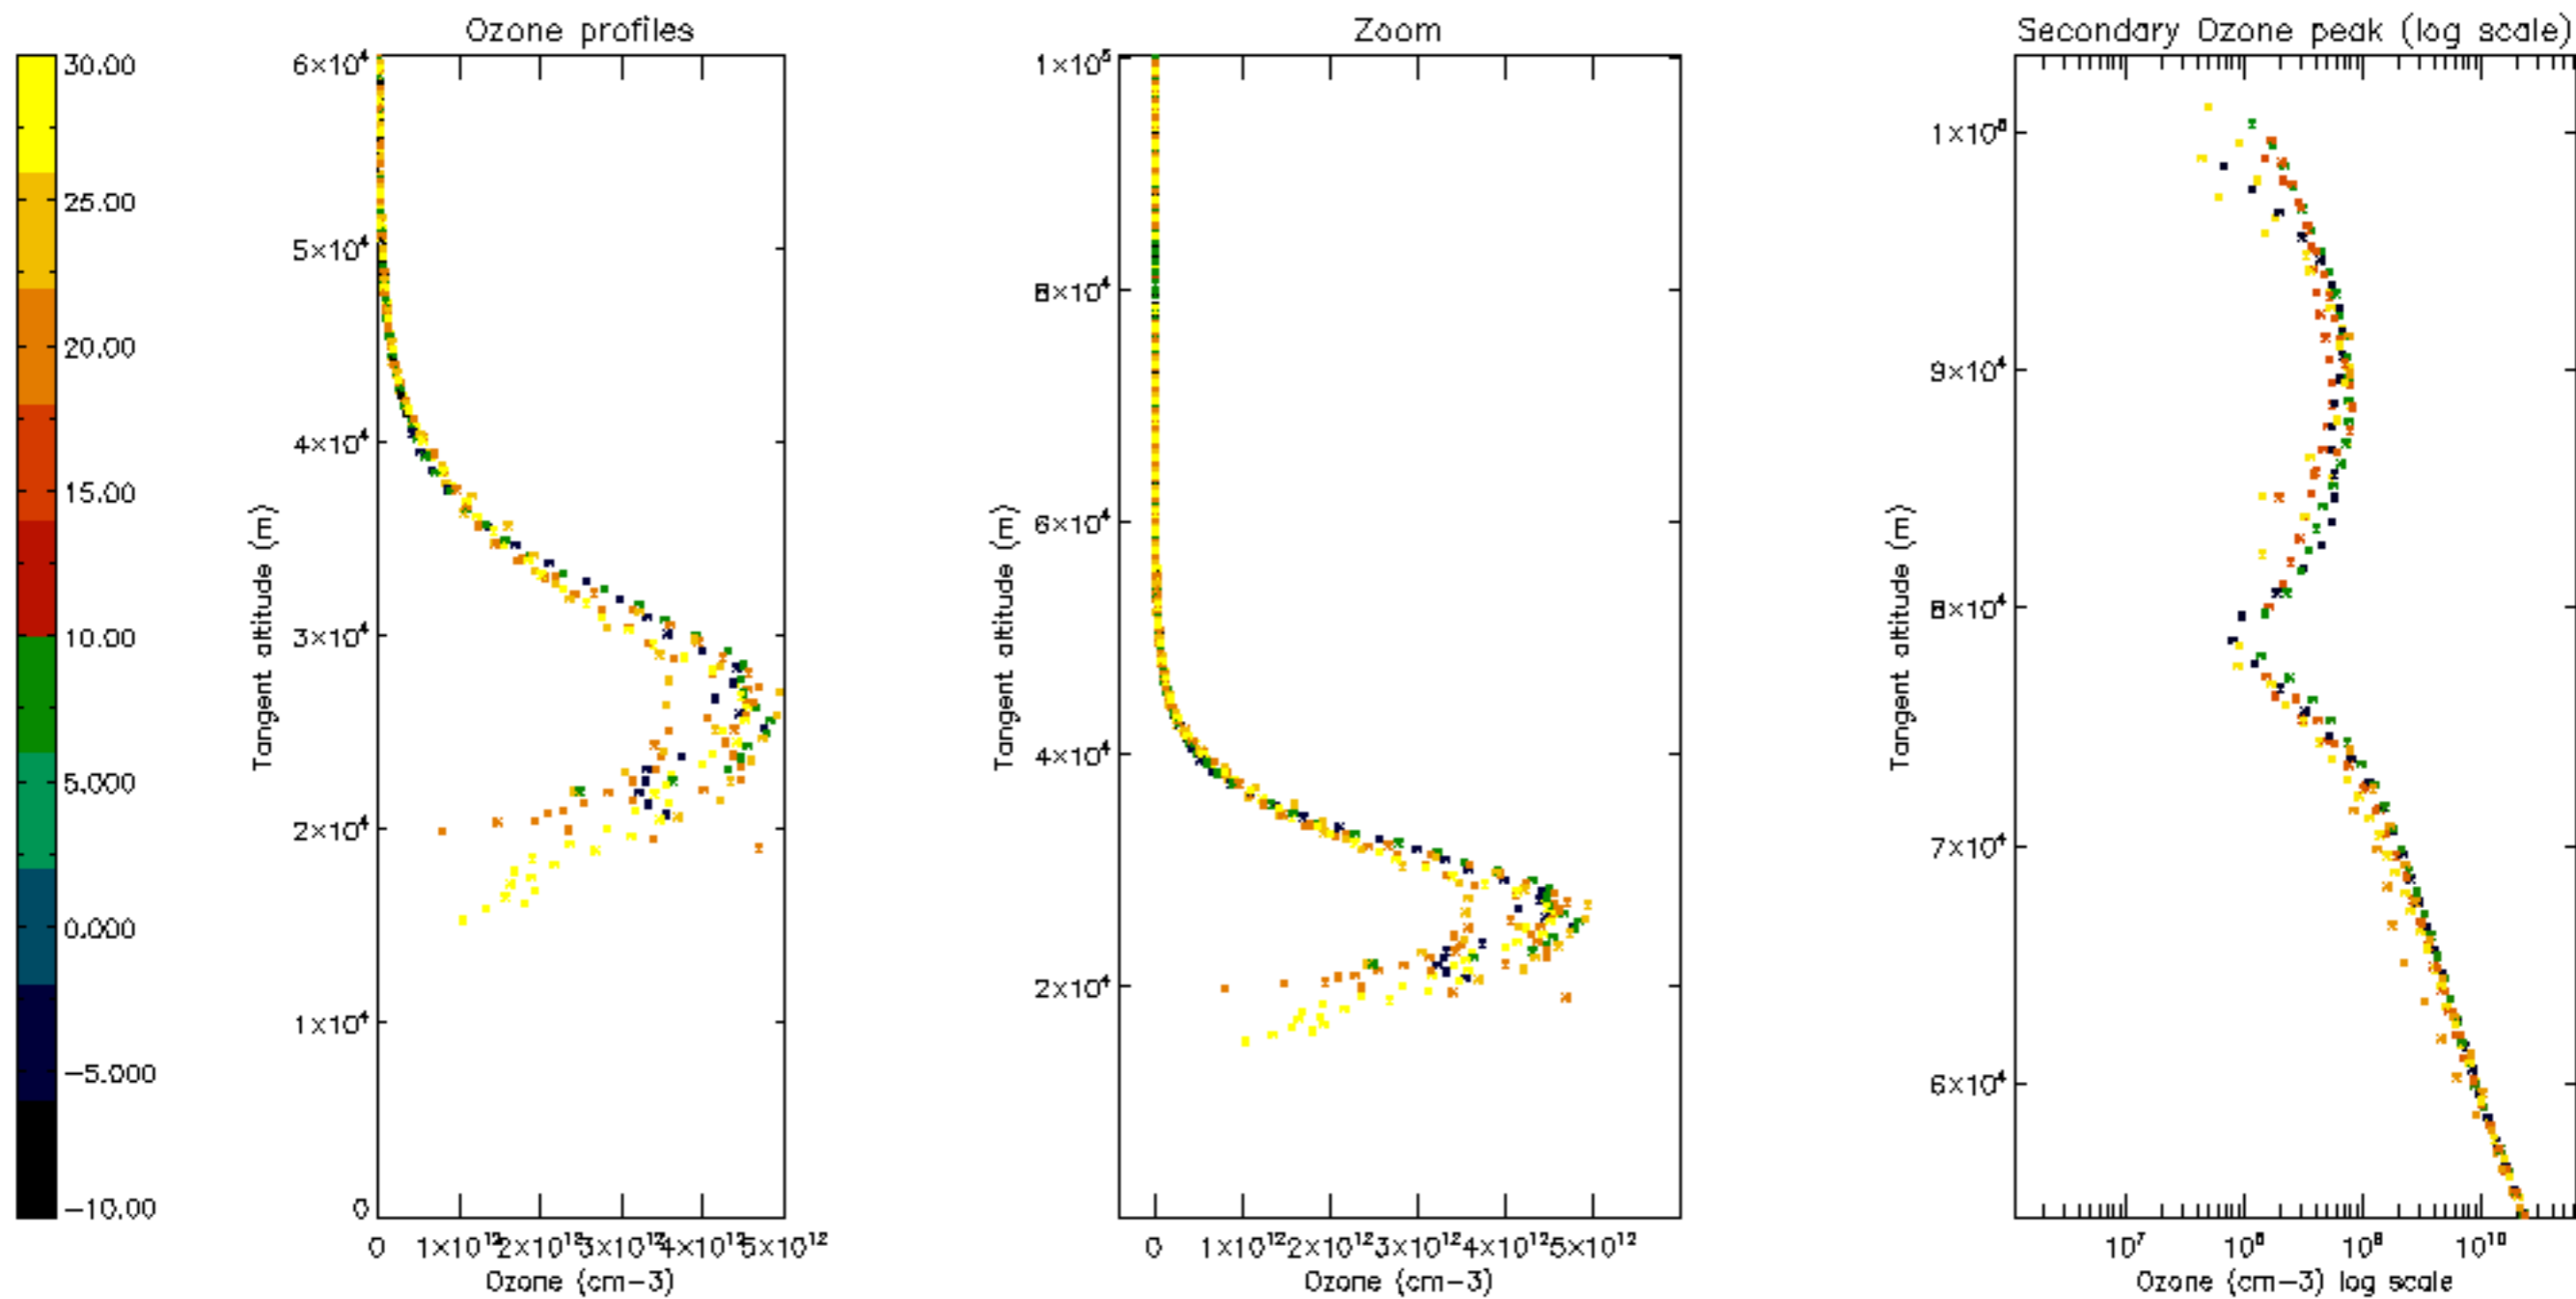 Ozone profiles
Zoom
Secondary Ozone peak (log scale)
30.00
25.00
20.00
15.00
10.00
5.000
0.000
−5.000
−10.00
6×10⁴
5×10⁴
4×10⁴
3×10⁴
2×10⁴
1×10⁴
0
Tangent altitude (m)
0 1×10¹² 2×10¹² 3×10¹² 4×10¹² 5×10¹²
Ozone (cm−3)
1×10⁵
8×10⁴
6×10⁴
4×10⁴
2×10⁴
Tangent altitude (m)
0 1×10¹² 2×10¹² 3×10¹² 4×10¹² 5×10¹²
Ozone (cm−3)
9×10⁴
8×10⁴
7×10⁴
6×10⁴
Tangent altitude (m)
10⁷ 10⁸ 10⁹ 10¹⁰
Ozone (cm−3) log scale